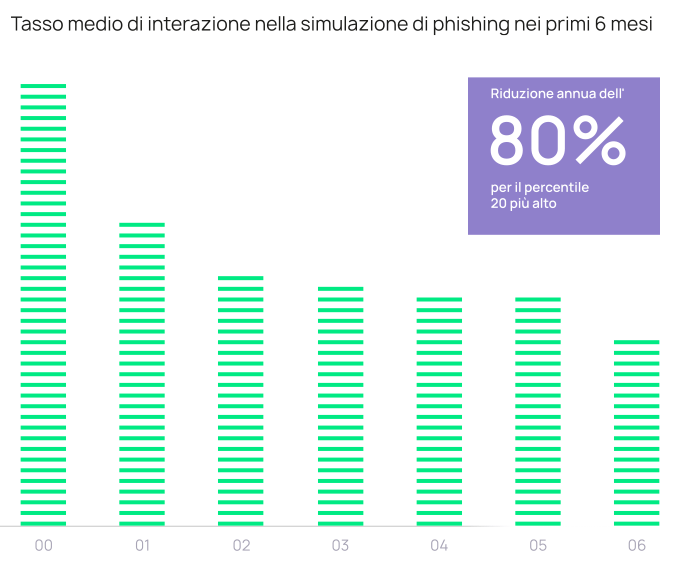 Tasso medio di interazione nella simulazione di phishing nei primi 6 mesi
Riduzione annua dell'
80%
per il percentile
20 più alto
00 01 02 03 04 05 06